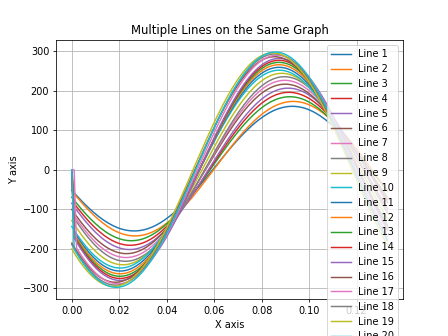 Multiple Lines on the Same Graph
300
200
100
0
−100
−200
−300
Y axis
0.00
0.02
0.04
0.06
0.08
0.10
X axis
Line 1
Line 2
Line 3
Line 4
Line 5
Line 6
Line 7
Line 8
Line 9
Line 10
Line 12
Line 13
Line 14
Line 15
Line 16
Line 17
Line 18
Line 19
Line 20